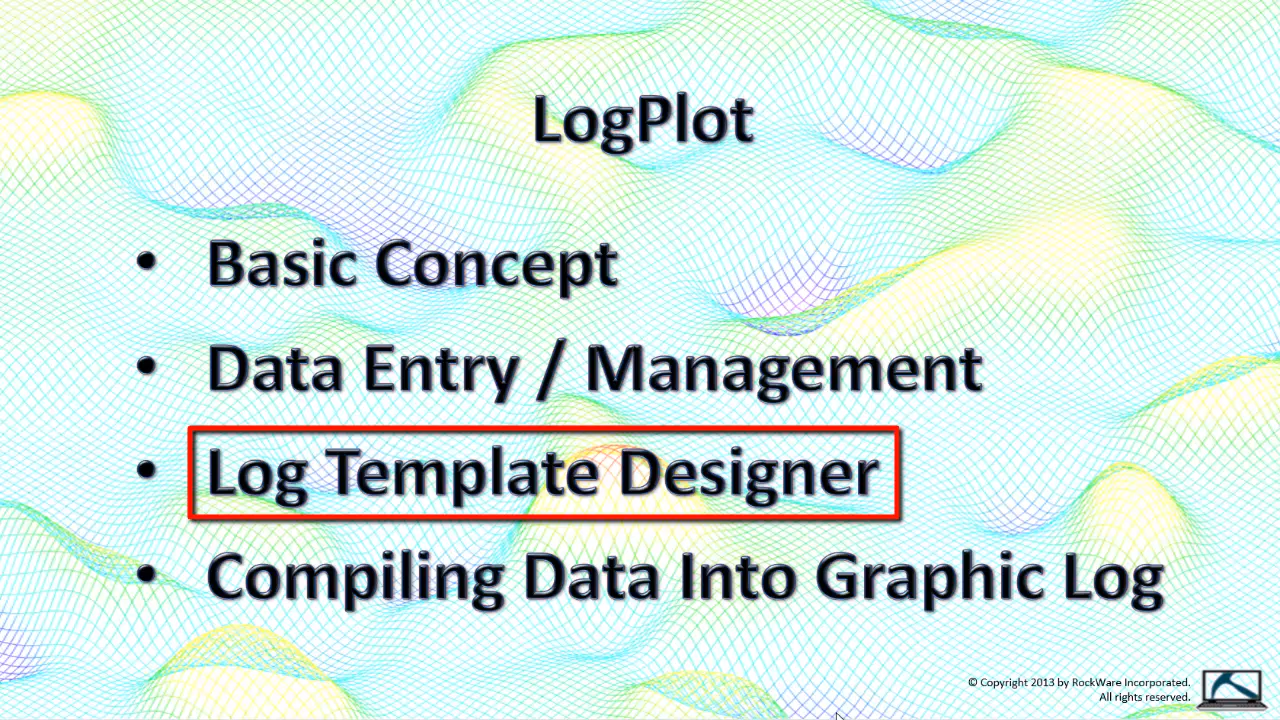 LogPlot
• Basic Concept
• Data Entry / Management
• Log Template Designer
• Compiling Data Into Graphic Log
© Copyright 2013 by RockWare Incorporated.
All rights reserved.